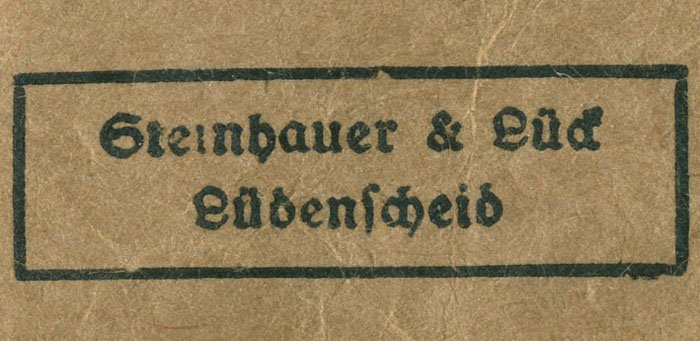 Steinhauer & Lück
Lüdenscheid